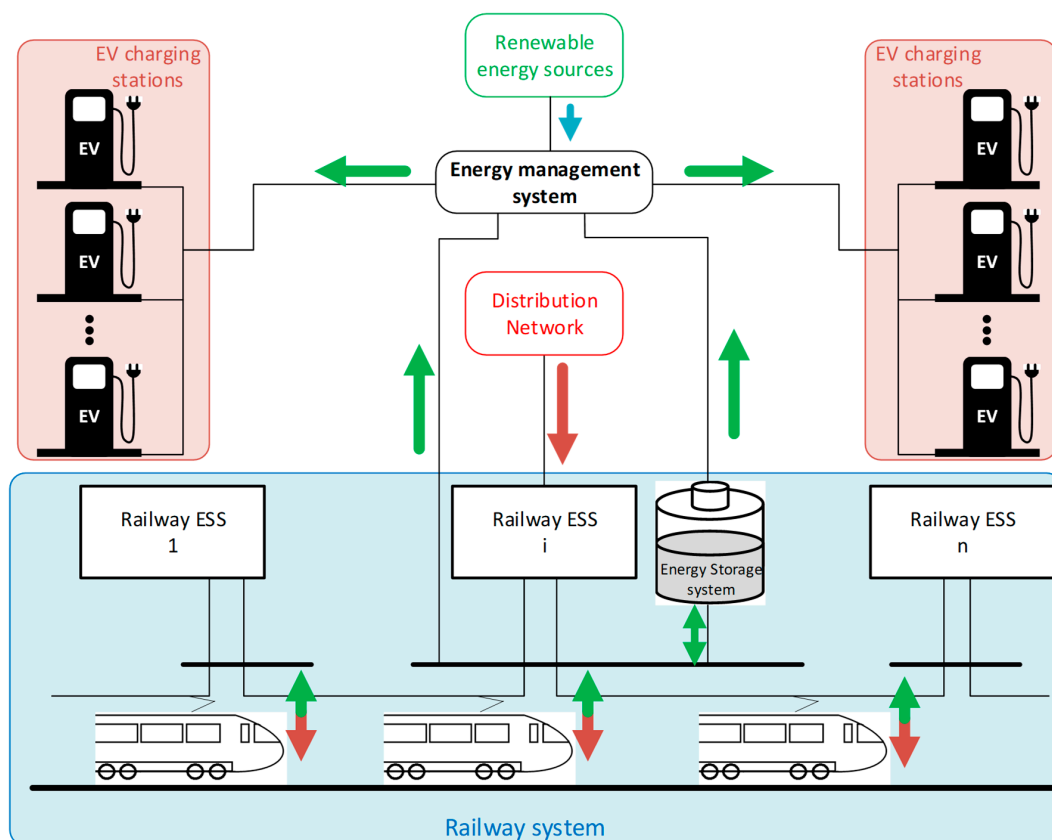 EV charging
stations
Renewable
energy sources
EV charging
stations
EV
Energy management
system
EV
EV
EV
Distribution
Network
EV
EV
Railway ESS
1
Railway ESS
i
Energy Storage
system
Railway ESS
n
Railway system